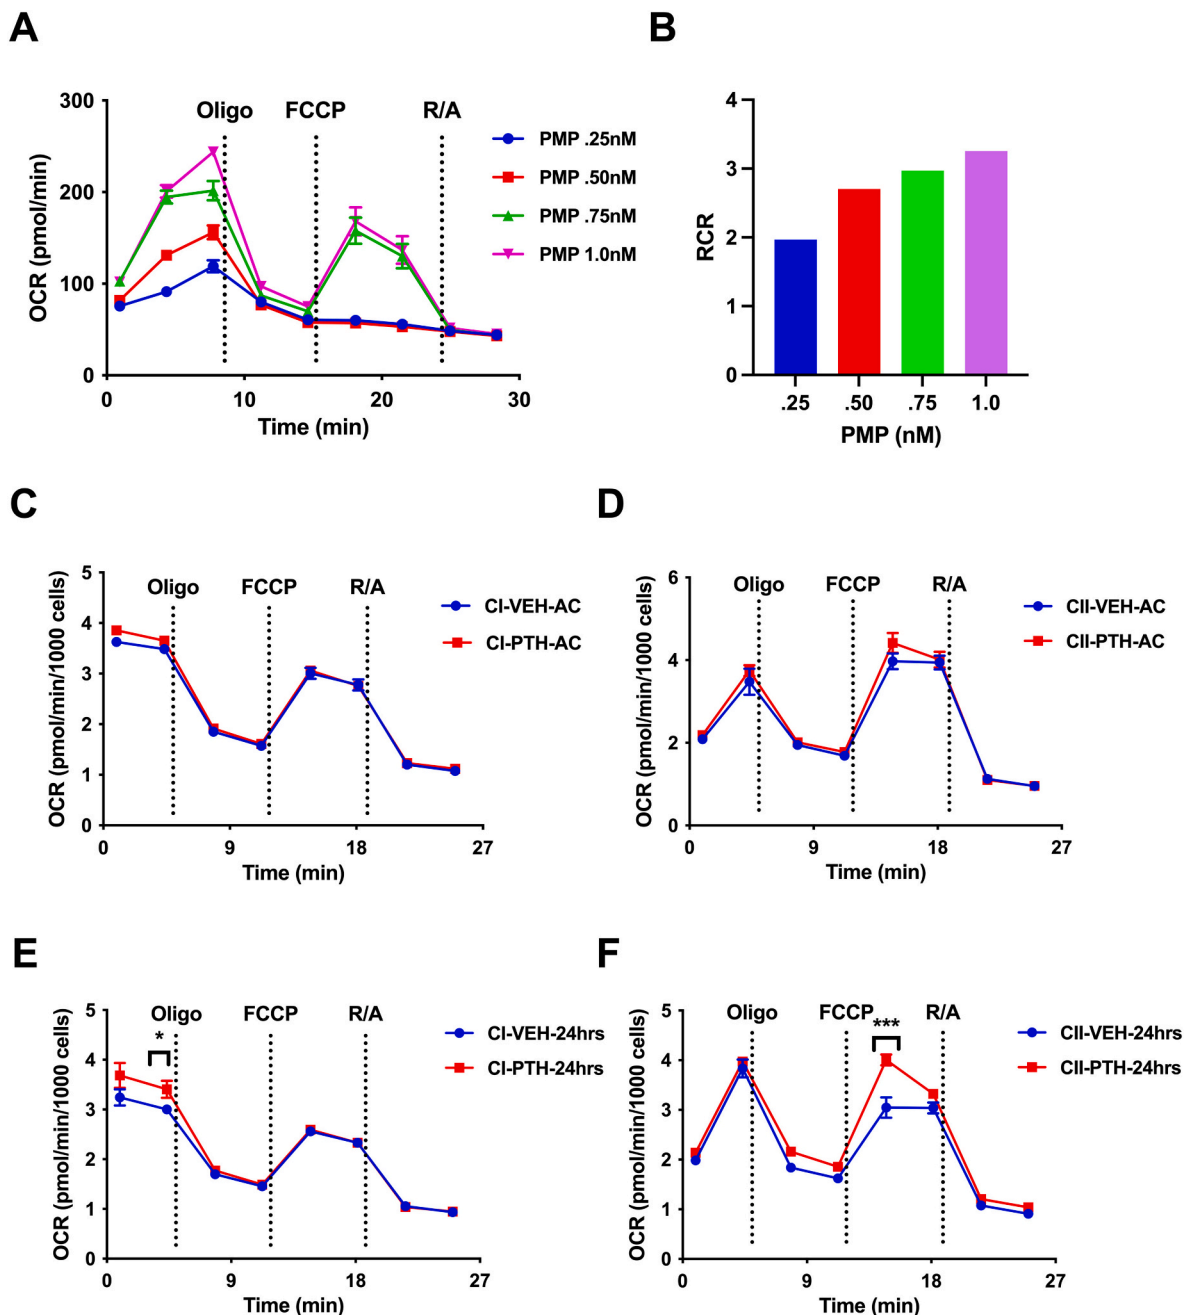 A
300
200
100
0
OCR (pmol/min)
0 10 20 30
Time (min)
Oligo FCCP R/A
PMP .25nM
PMP .50nM
PMP .75nM
PMP 1.0nM
B
4
3
2
1
0
RCR
.25 .50 .75 1.0
PMP (nM)
C
5
4
3
2
1
0
OCR (pmol/min/1000 cells)
0 9 18 27
Time (min)
Oligo FCCP R/A
CI-VEH-AC
CI-PTH-AC
D
6
4
2
0
OCR (pmol/min/1000 cells)
0 9 18 27
Time (min)
Oligo FCCP R/A
CII-VEH-AC
CII-PTH-AC
E
5
4
3
2
1
0
OCR (pmol/min/1000 cells)
0 9 18 27
Time (min)
Oligo FCCP R/A
*
CI-VEH-24hrs
CI-PTH-24hrs
F
5
4
3
2
1
0
OCR (pmol/min/1000 cells)
0 9 18 27
Time (min)
Oligo FCCP R/A
***
CII-VEH-24hrs
CII-PTH-24hrs